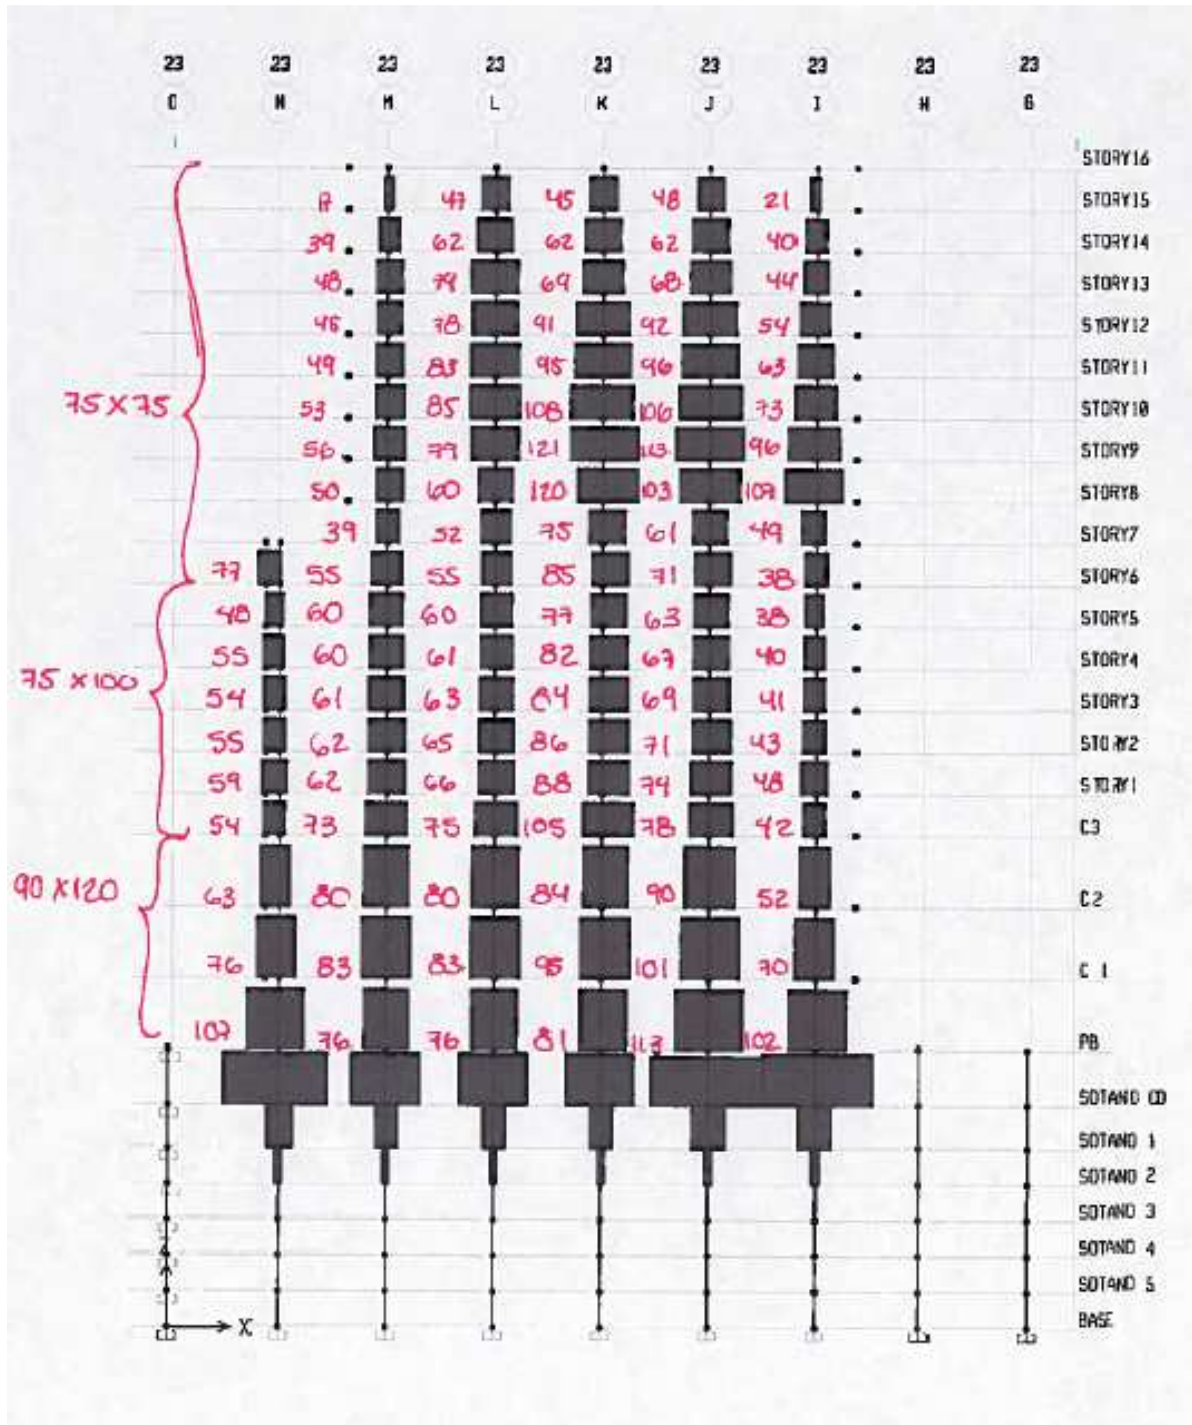 23 23 23 23 23 23 23 23 23
O N M L K J I H G
STORY16
17 47 45 48 21 STORY15
39 62 62 62 40 STORY14
48 79 69 68 44 STORY13
45 78 91 92 54 STORY12
49 83 95 96 63 STORY11
75 X 75
53 85 108 106 73 STORY10
56 79 121 113 96 STORY9
50 60 120 103 107 STORY8
39 52 75 61 49 STORY7
77 55 55 85 71 38 STORY6
48 60 60 77 63 38 STORY5
55 60 61 82 67 40 STORY4
75 X 100
54 61 63 84 69 41 STORY3
55 62 65 86 71 43 STORY2
59 62 66 88 74 48 STORY1
54 73 75 105 78 42 C3
90 X 120
63 80 80 84 90 52 C2
76 83 83 95 101 70 C 1
107 76 76 81 113 102 PB
SOTANO CD
SOTANO 1
SOTANO 2
SOTANO 3
SOTANO 4
SOTANO 5
X BASE